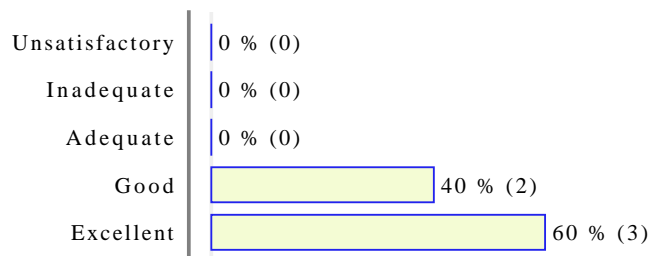 Unsatisfactory 0 % (0)
Inadequate 0 % (0)
Adequate 0 % (0)
Good 40 % (2)
Excellent 60 % (3)